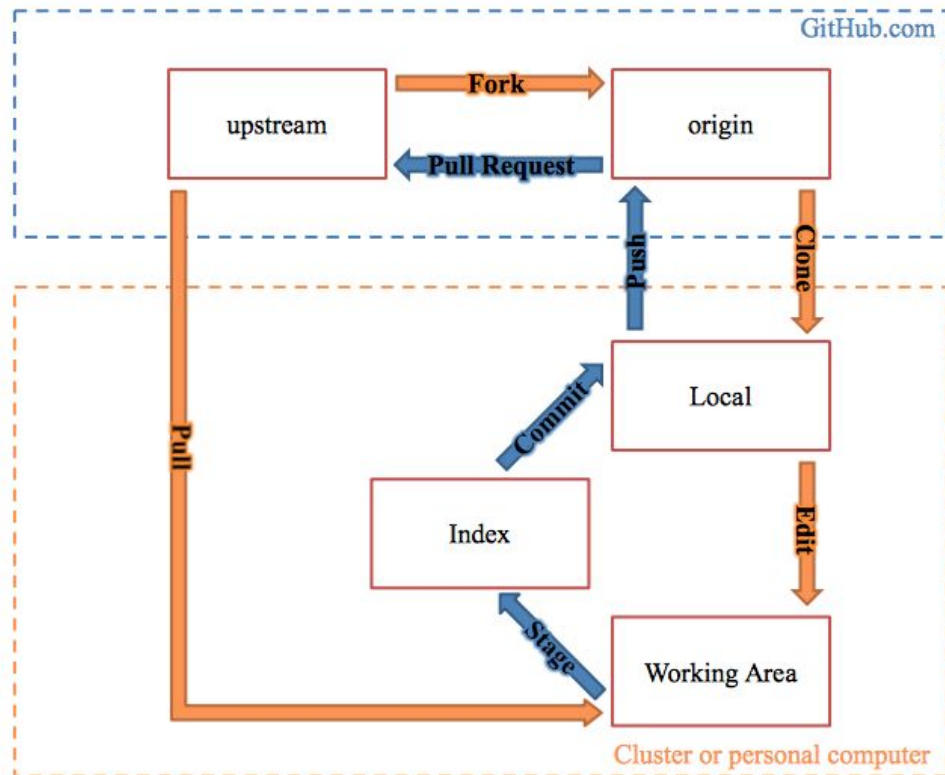 GitHub.com
Fork
upstream
origin
Pull Request
Push
Clone
Local
Commit
Pull
Index
Edit
Stage
Working Area
Cluster or personal computer